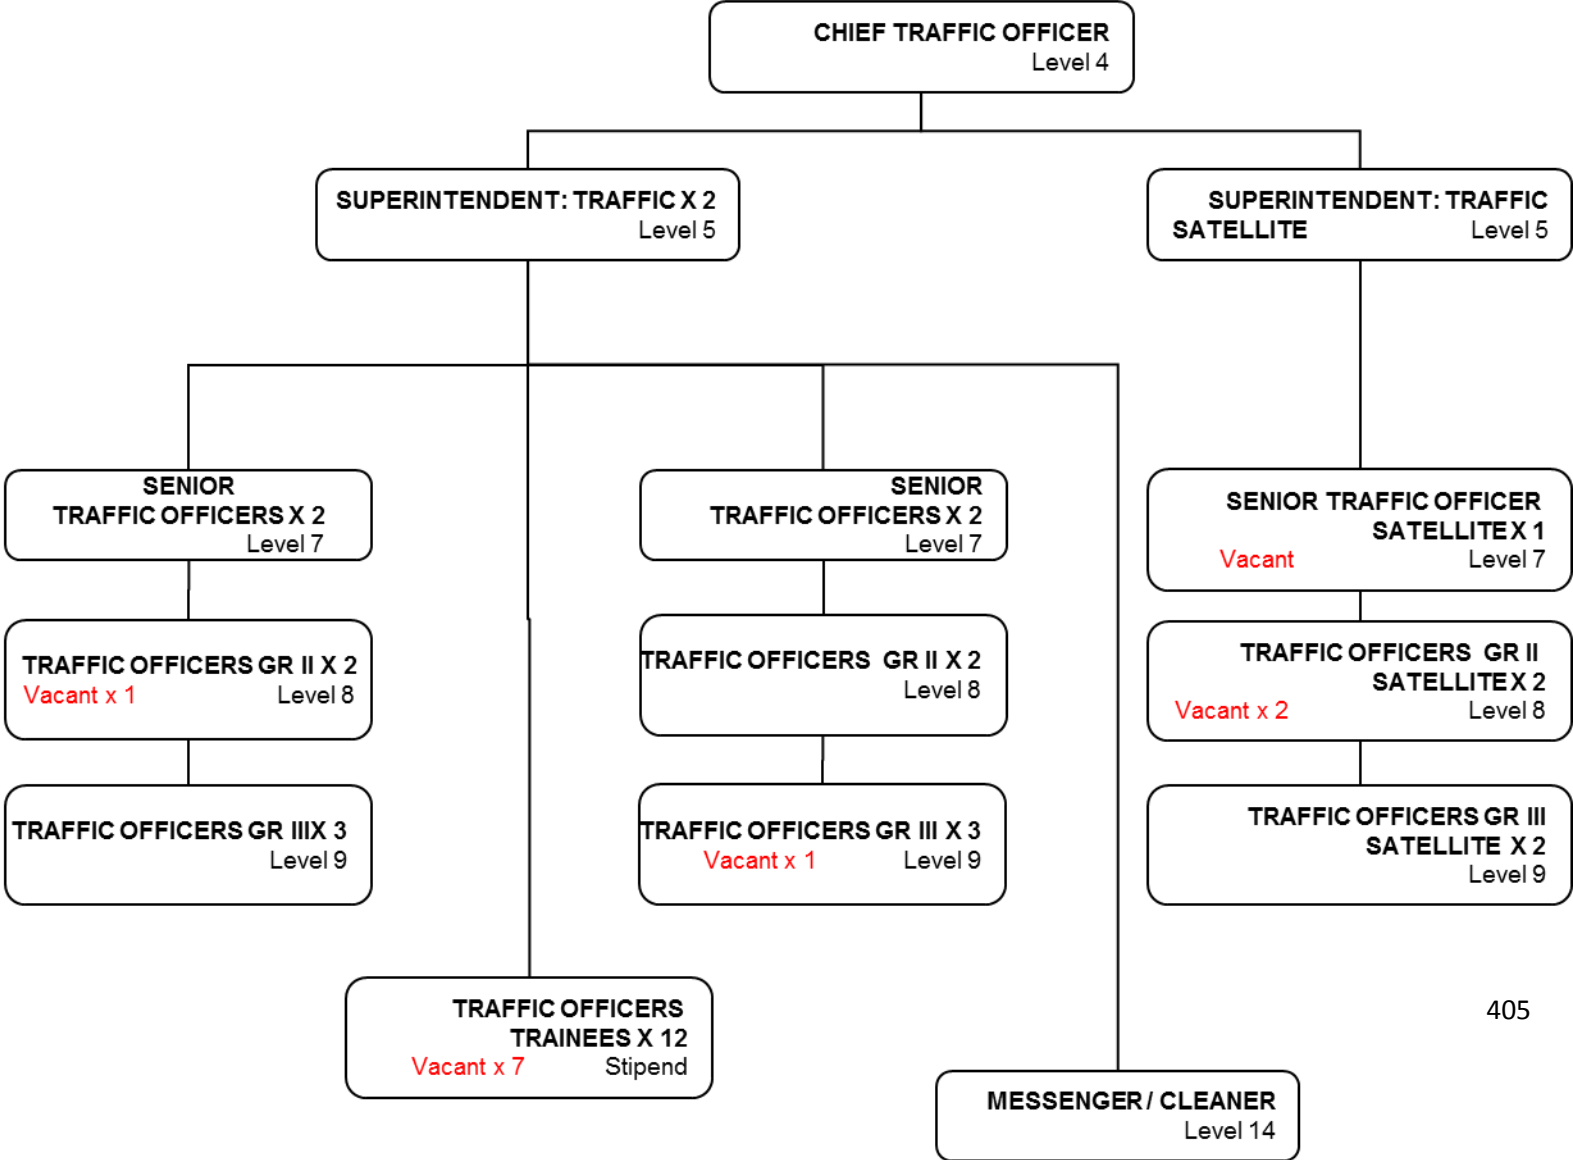 CHIEF TRAFFIC OFFICER
Level 4
SUPERINTENDENT: TRAFFIC X 2
Level 5
SUPERINTENDENT: TRAFFIC
SATELLITE Level 5
SENIOR
TRAFFIC OFFICERS X 2
Level 7
SENIOR
TRAFFIC OFFICERS X 2
Level 7
SENIOR TRAFFIC OFFICER
SATELLITE X 1
Vacant Level 7
TRAFFIC OFFICERS GR II X 2
Vacant x 1 Level 8
TRAFFIC OFFICERS GR II X 2
Level 8
TRAFFIC OFFICERS GR II
SATELLITE X 2
Vacant x 2 Level 8
TRAFFIC OFFICERS GR IIIX 3
Level 9
TRAFFIC OFFICERS GR III X 3
Vacant x 1 Level 9
TRAFFIC OFFICERS GR III
SATELLITE X 2
Level 9
TRAFFIC OFFICERS
TRAINEES X 12
Vacant x 7 Stipend
405
MESSENGER / CLEANER
Level 14